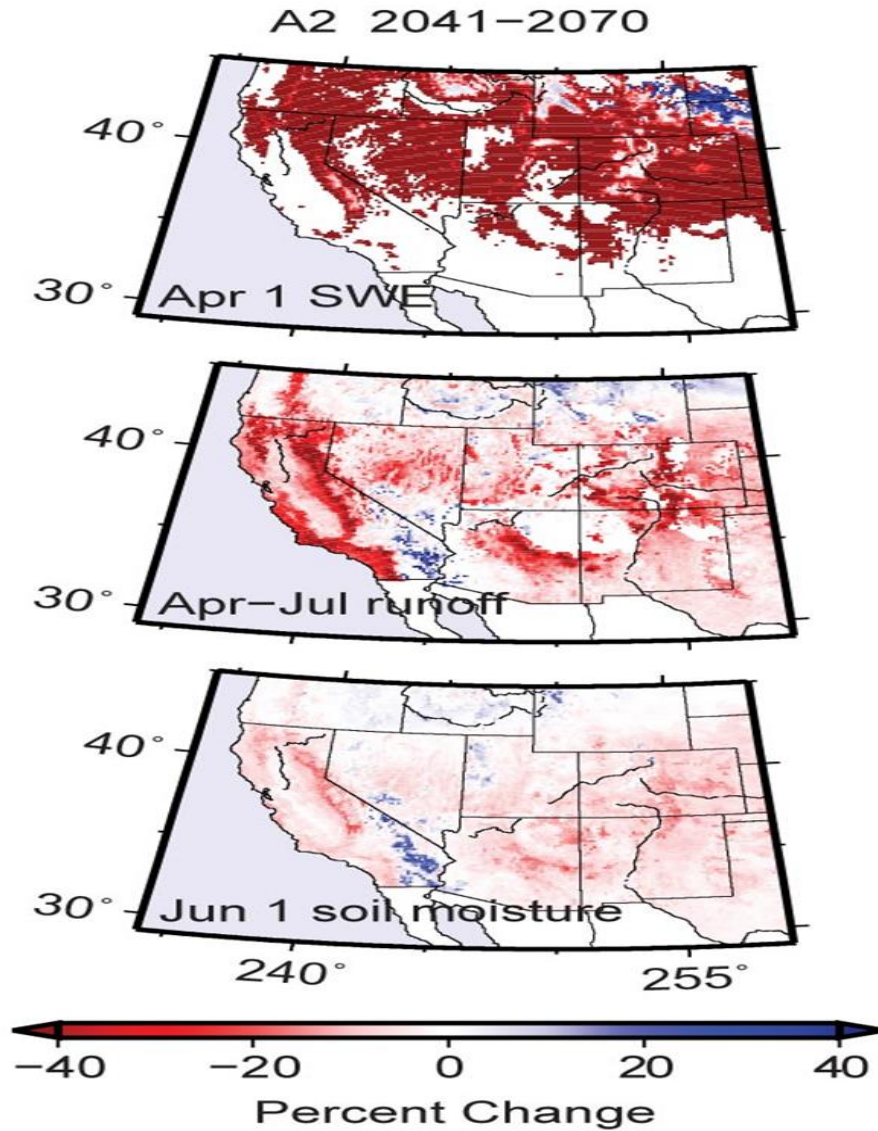 A2 2041−2070
40°
30°
Apr 1 SWE
40°
30°
Apr−Jul runoff
40°
30°
Jun 1 soil moisture
240° 255°
−40 −20 0 20 40
Percent Change